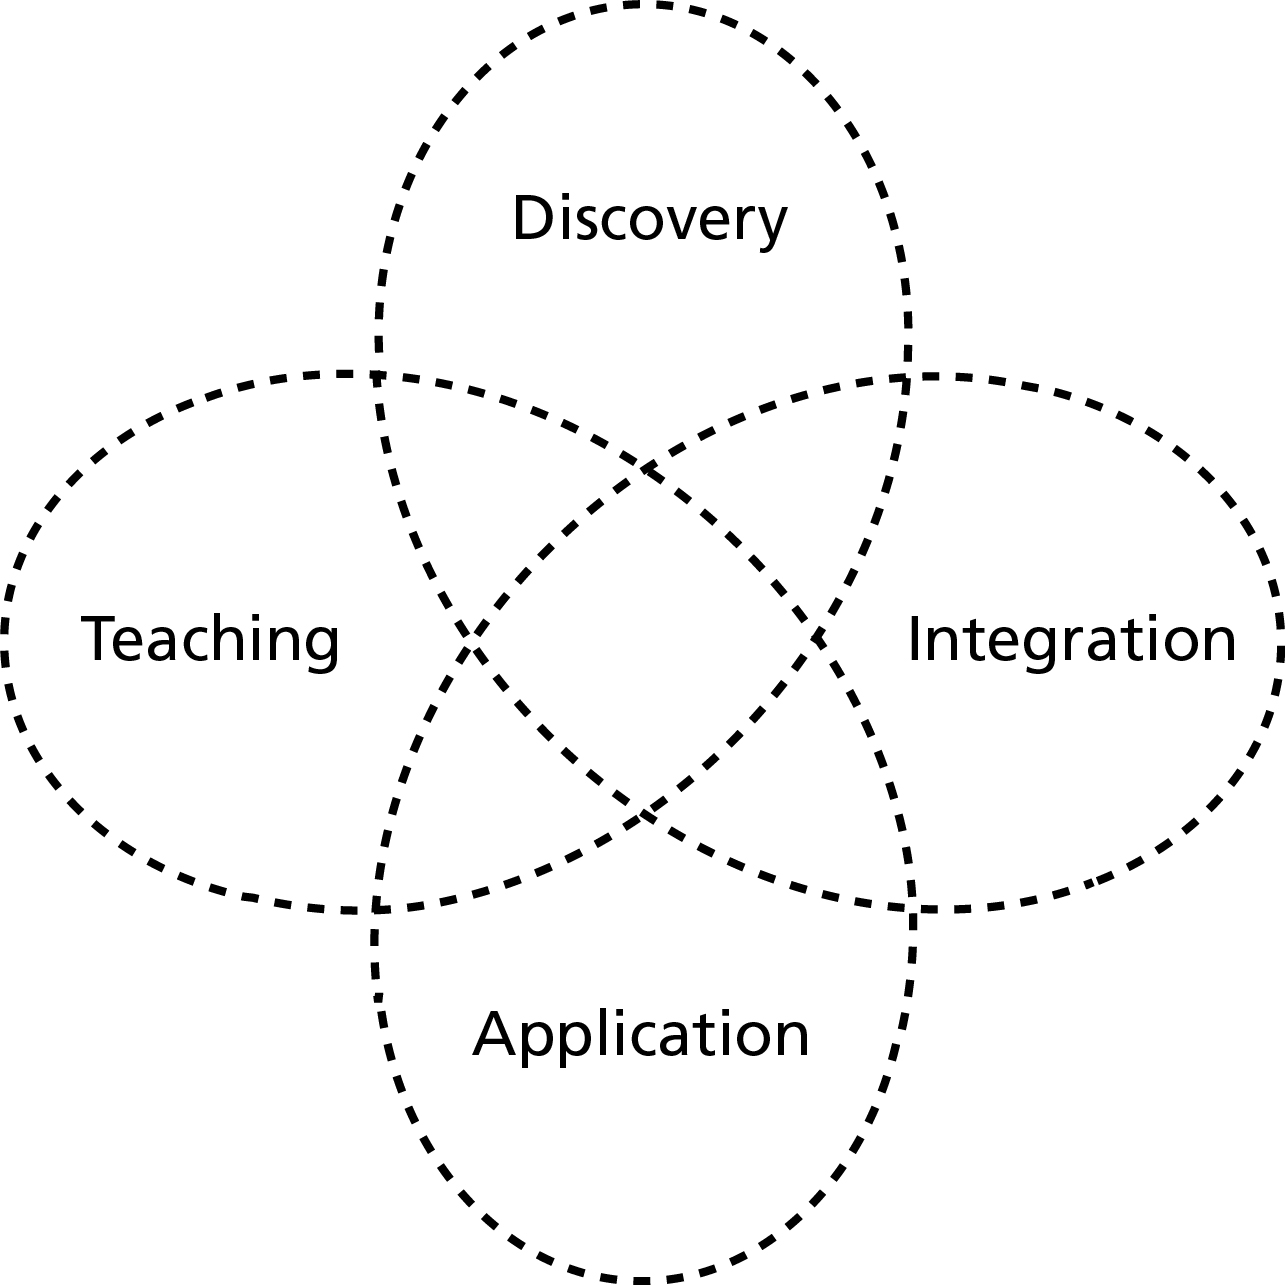 Discovery
Teaching
Integration
Application